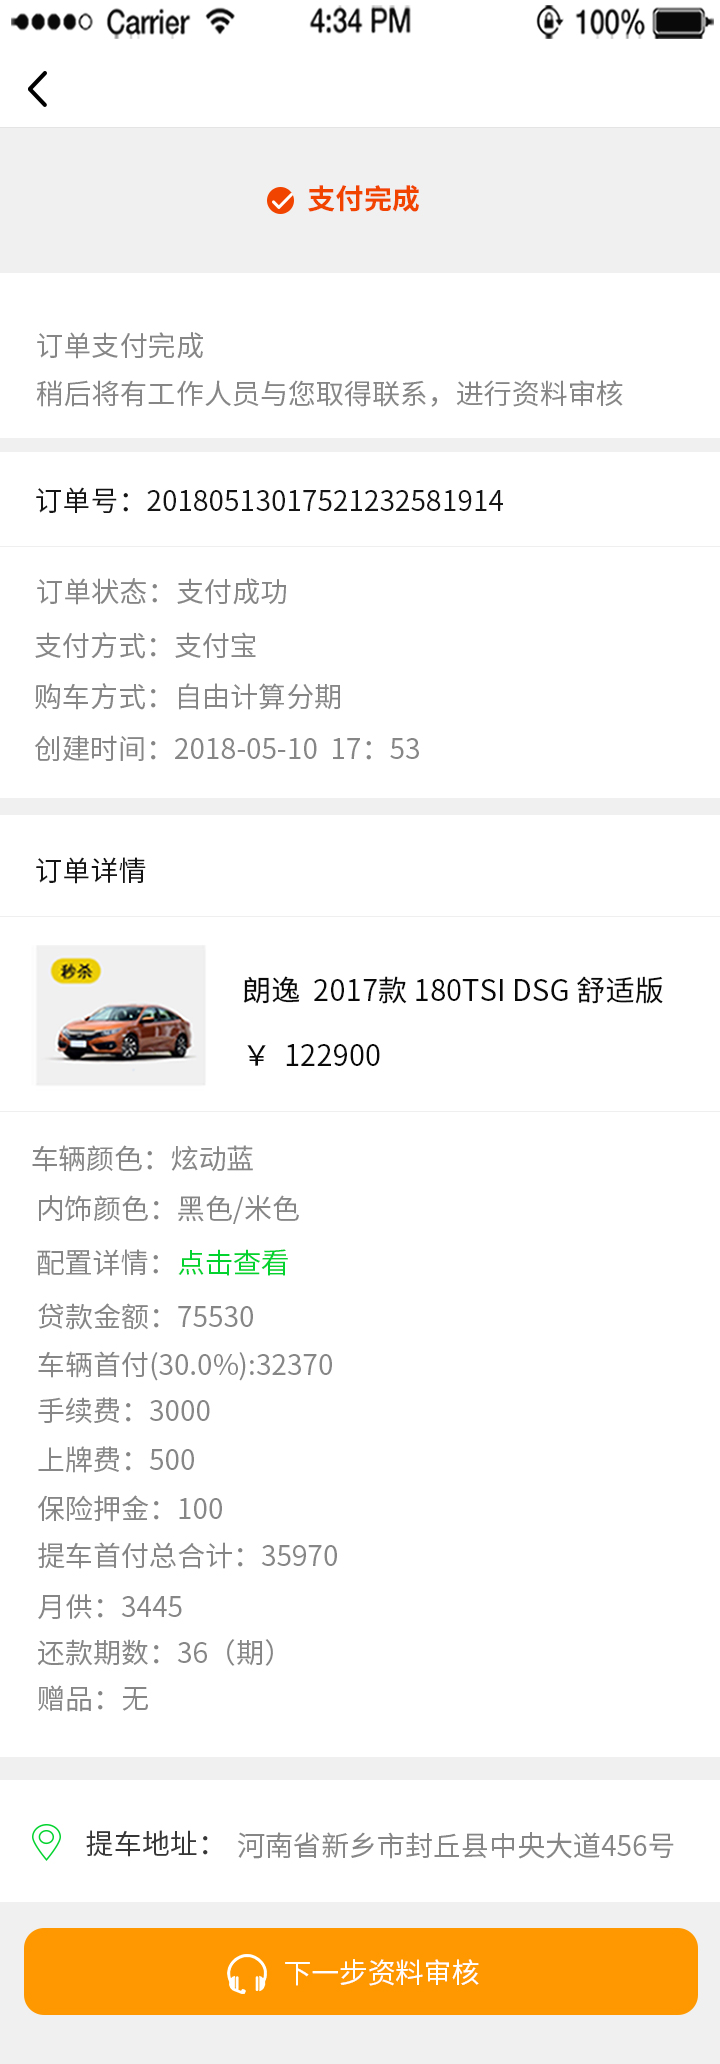 Carrier 4:34 PM 100%
支付完成
订单支付完成
稍后将有工作人员与您取得联系，进行资料审核
订单号：20180513017521232581914
订单状态：支付成功
支付方式：支付宝
购车方式：自由计算分期
创建时间：2018-05-10 17：53
订单详情
秒杀
朗逸 2017款 180TSI DSG 舒适版
￥ 122900
车辆颜色：炫动蓝
内饰颜色：黑色/米色
配置详情：点击查看
贷款金额：75530
车辆首付(30.0%):32370
手续费：3000
上牌费：500
保险押金：100
提车首付总合计：35970
月供：3445
还款期数：36（期）
赠品：无
提车地址： 河南省新乡市封丘县中央大道456号
下一步资料审核